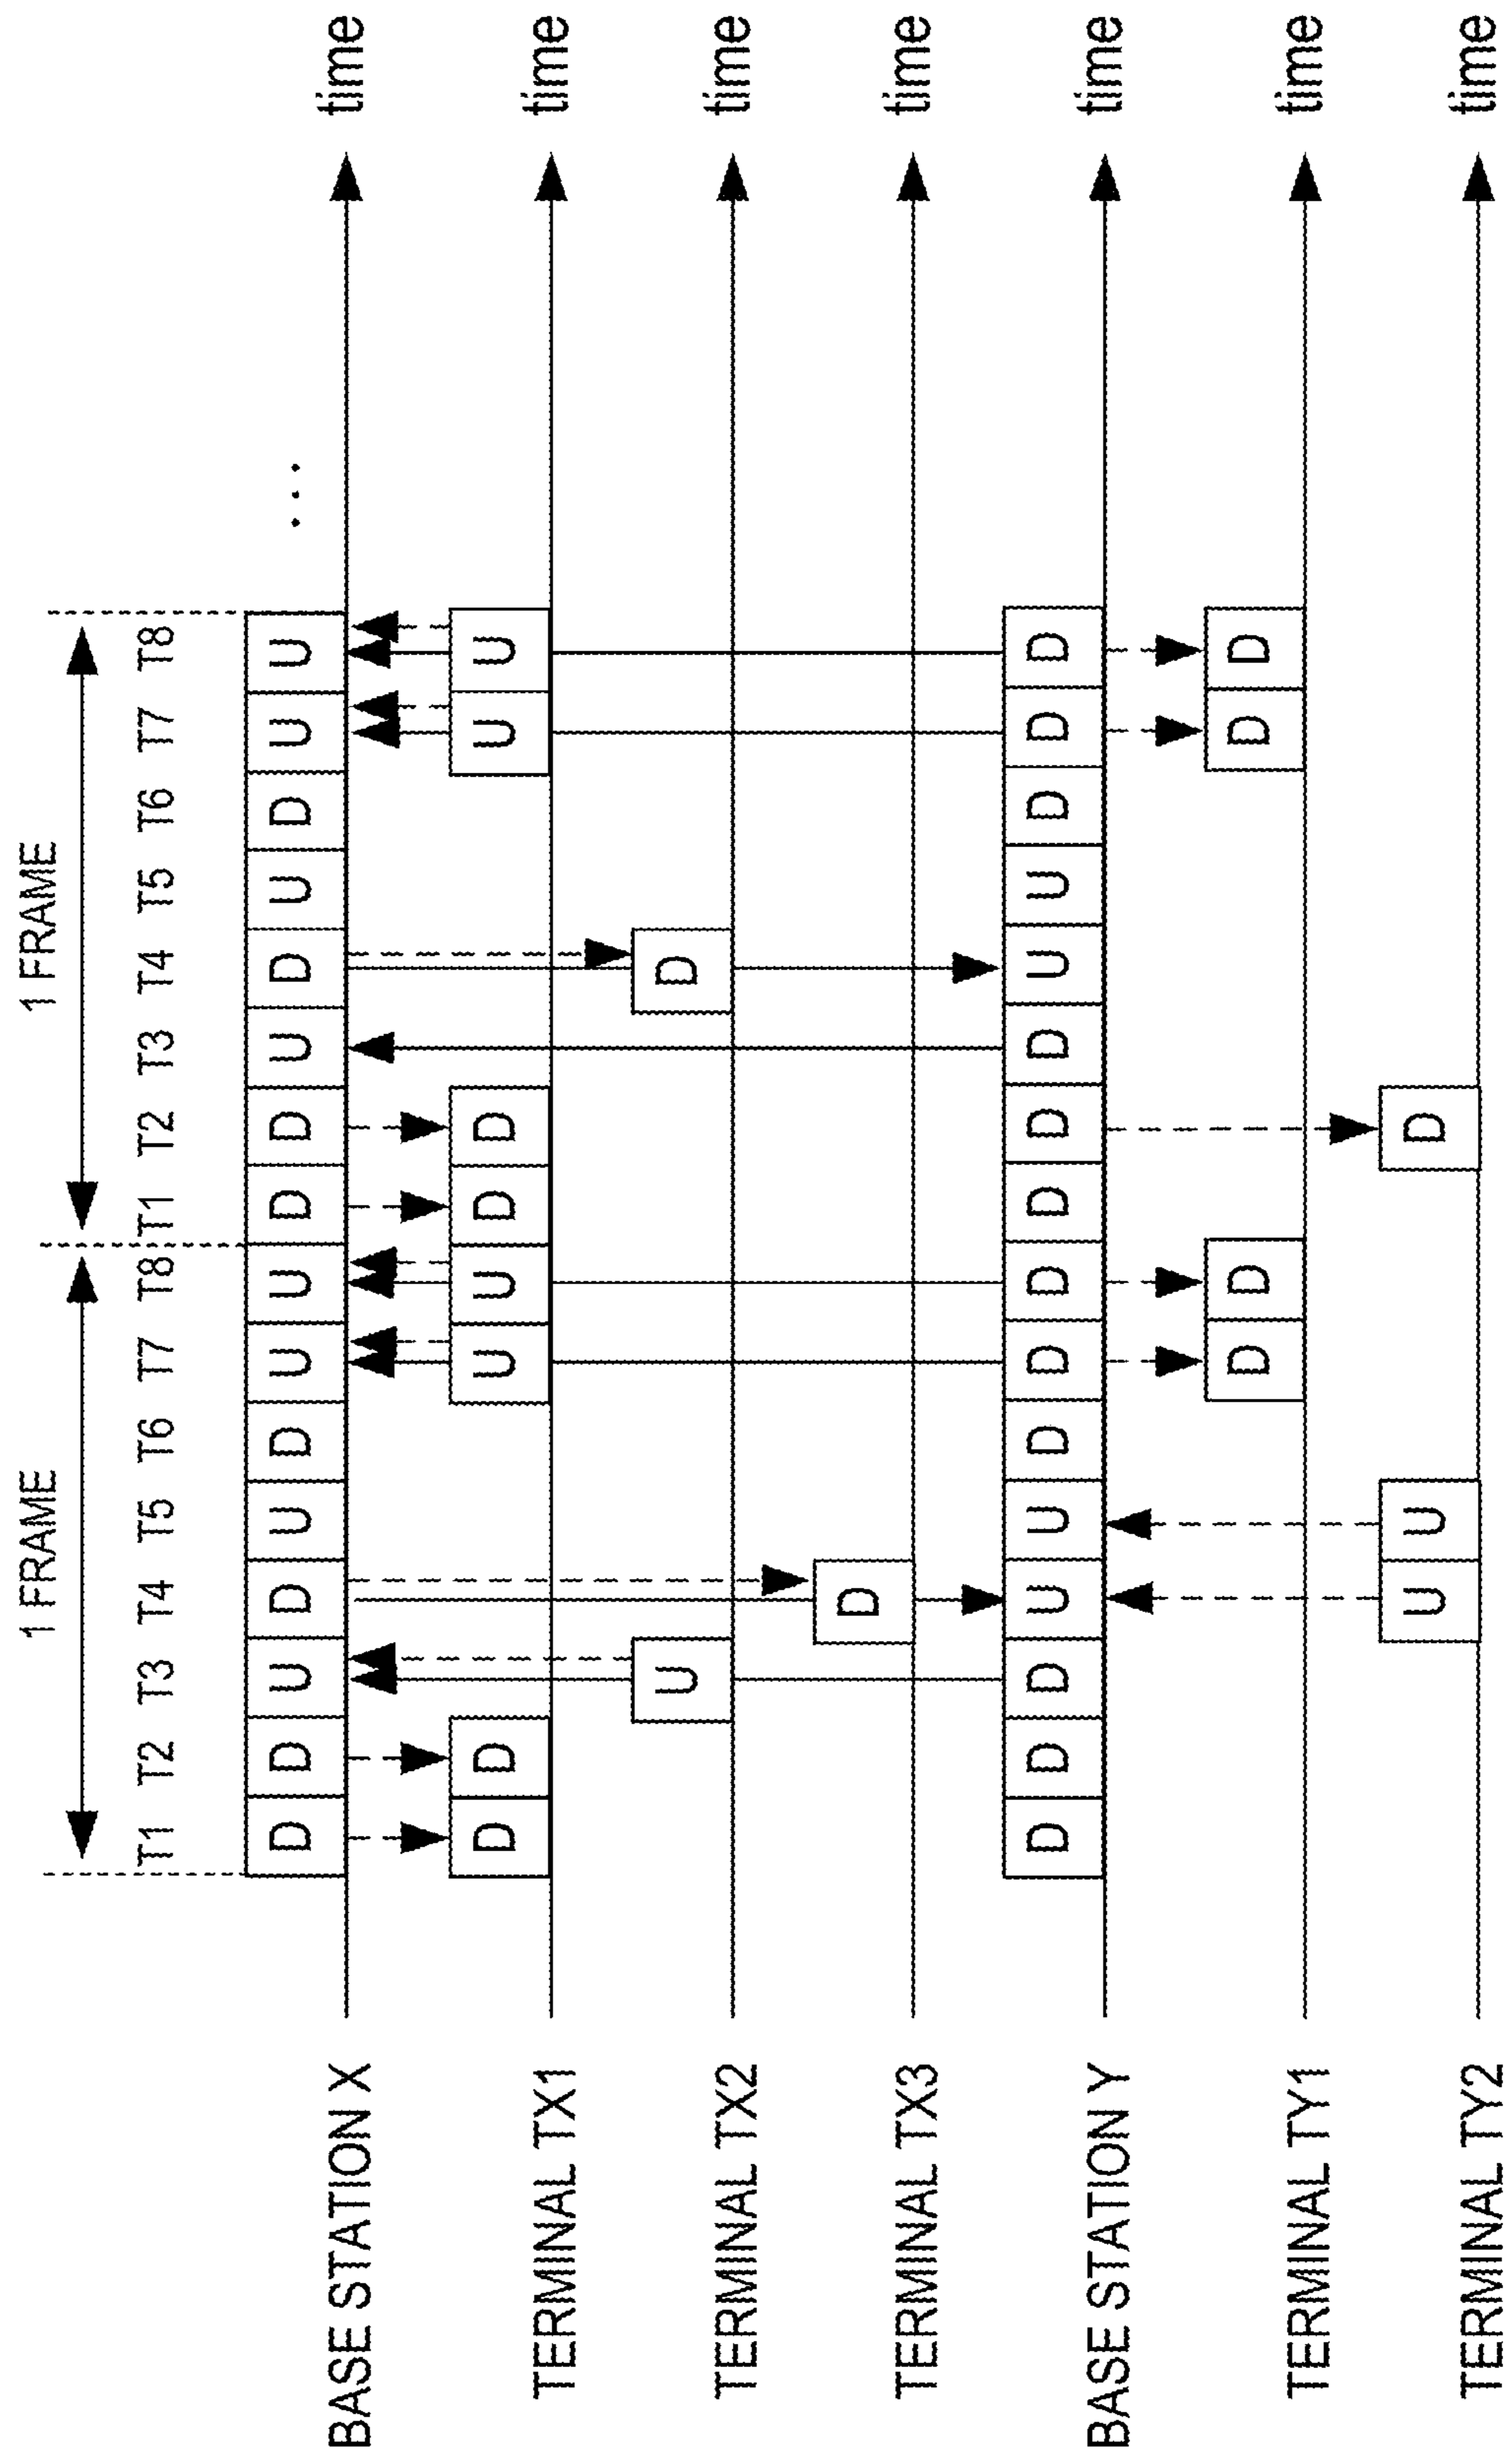 1 FRAME 1 FRAME
T1 T2 T3 T4 T5 T6 T7 T8 T1 T2 T3 T4 T5 T6 T7 T8
BASE STATION X D D U D U D U U D D U D U D U U ... time
TERMINAL TX1 D D U U D D U U time
TERMINAL TX2 U D time
TERMINAL TX3 D time
BASE STATION Y D D D U U D D D D D D U U D D D time
TERMINAL TY1 D D D D time
TERMINAL TY2 U U D time